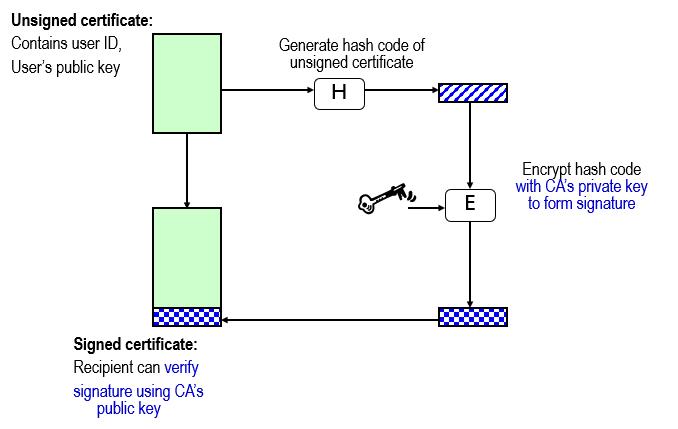 Unsigned certificate:
Contains user ID,
User's public key
Generate hash code of
unsigned certificate
H
Encrypt hash code
with CA's private key
to form signature
E
Signed certificate:
Recipient can verify
signature using CA's
public key